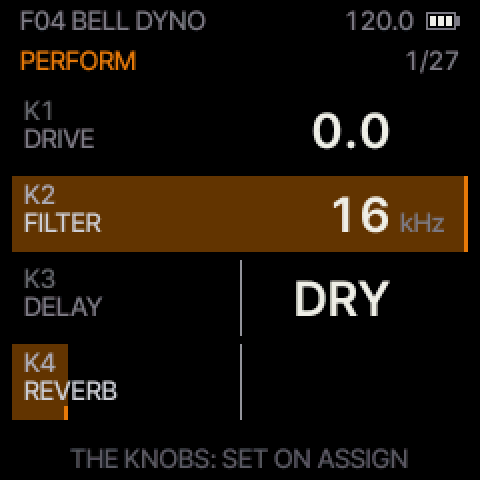 F04 BELL DYNO 120.0
PERFORM 1/27
K1
DRIVE 0.0
K2
FILTER 16 kHz
K3
DELAY DRY
K4
REVERB
THE KNOBS: SET ON ASSIGN